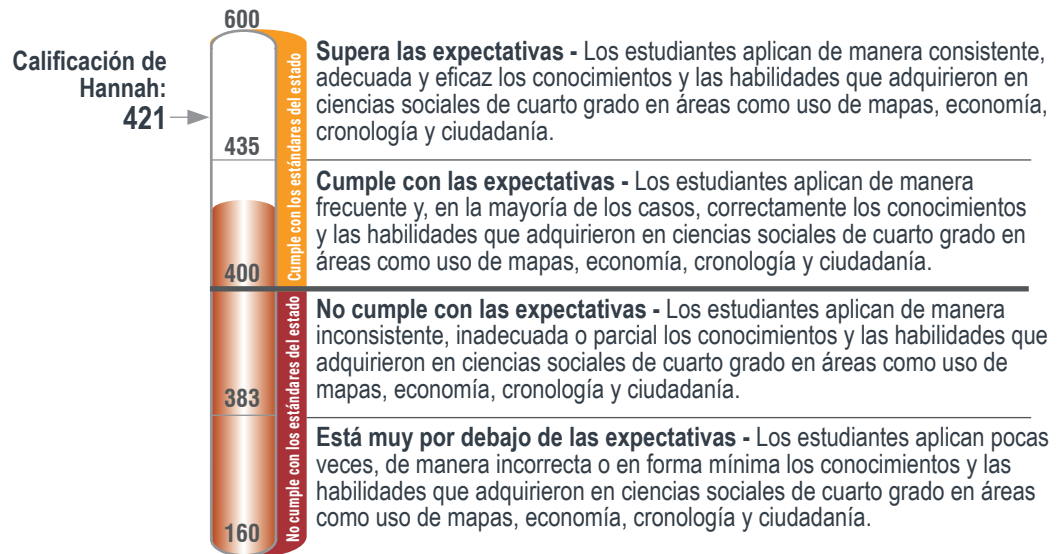 600
Calificación de
Hannah:
421
435
400
383
160
Cumple con los estándares del estado
No cumple con los estándares del estado
Supera las expectativas - Los estudiantes aplican de manera consistente,
adecuada y eficaz los conocimientos y las habilidades que adquirieron en
ciencias sociales de cuarto grado en áreas como uso de mapas, economía,
cronología y ciudadanía.
Cumple con las expectativas - Los estudiantes aplican de manera
frecuente y, en la mayoría de los casos, correctamente los conocimientos
y las habilidades que adquirieron en ciencias sociales de cuarto grado en
áreas como uso de mapas, economía, cronología y ciudadanía.
No cumple con las expectativas - Los estudiantes aplican de manera
inconsistente, inadecuada o parcial los conocimientos y las habilidades que
adquirieron en ciencias sociales de cuarto grado en áreas como uso de
mapas, economía, cronología y ciudadanía.
Está muy por debajo de las expectativas - Los estudiantes aplican pocas
veces, de manera incorrecta o en forma mínima los conocimientos y las
habilidades que adquirieron en ciencias sociales de cuarto grado en áreas
como uso de mapas, economía, cronología y ciudadanía.